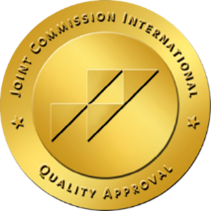 JOINT COMMISSION INTERNATIONAL
QUALITY APPROVAL